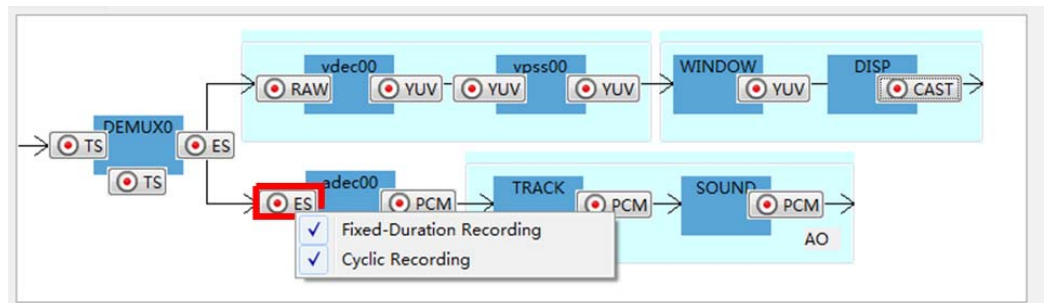 vdec00
vpss00
WINDOW
DISP
RAW
YUV
YUV
YUV
YUV
CAST
DEMUX0
TS
ES
TS
adec00
TRACK
SOUND
ES
PCM
PCM
PCM
Fixed-Duration Recording
AO
Cyclic Recording